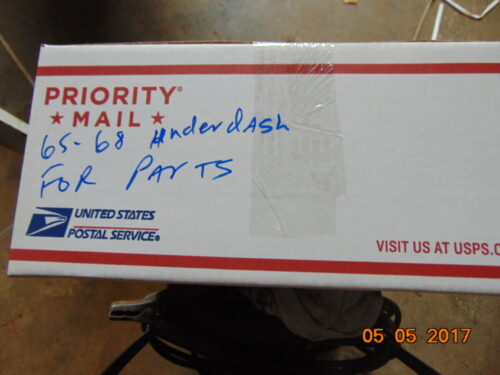 PRIORITY®
★ MAIL ★
65-68 underdash
FOR PArTS
UNITED STATES
POSTAL SERVICE®
VISIT US AT USPS.C
05 05 2017